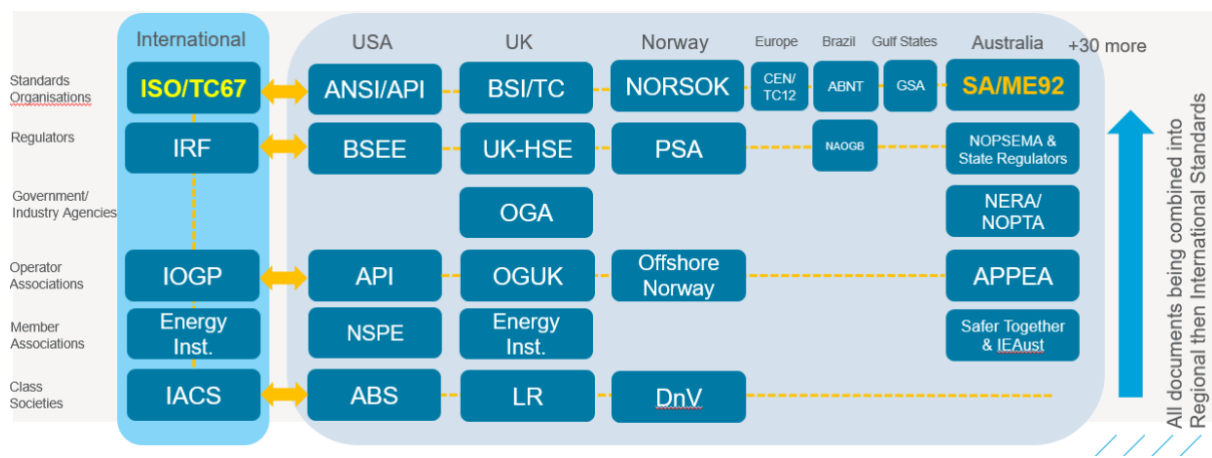 International USA UK Norway Europe Brazil Gulf States Australia +30 more
Standards
Organisations
ISO/TC67 ANSI/API BSI/TC NORSOK CEN/
TC12 ABNT GSA SA/ME92
Regulators
IRF BSEE UK-HSE PSA NAOGB NOPSEMA &
State Regulators
Government/
Industry Agencies
OGA NERA/
NOPTA
Operator
Associations
IOGP API OGUK Offshore
Norway APPEA
Member
Associations
Energy
Inst. NSPE Energy
Inst. Safer Together
& IEAust
Class
Societies
IACS ABS LR DnV
All documents being combined into
Regional then International Standards